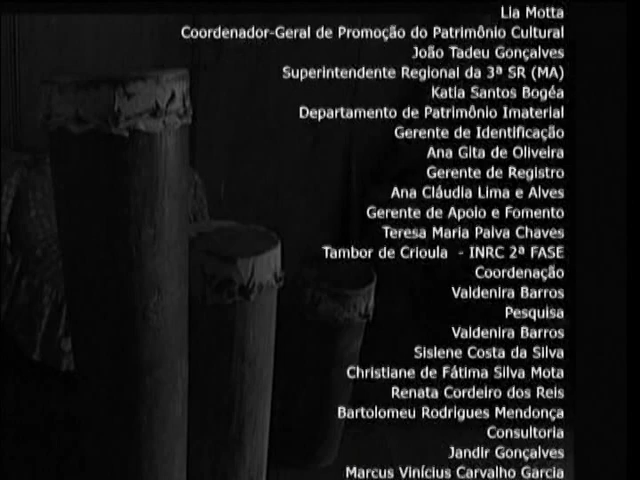 Lia Motta
Coordenador-Geral de Promoção do Patrimônio Cultural
João Tadeu Gonçalves
Superintendente Regional da 3ª SR (MA)
Katia Santos Bogéa
Departamento de Patrimônio Imaterial
Gerente de Identificação
Ana Gita de Oliveira
Gerente de Registro
Ana Cláudia Lima e Alves
Gerente de Apoio e Fomento
Teresa Maria Paiva Chaves
Tambor de Crioula - INRC 2ª FASE
Coordenação
Valdenira Barros
Pesquisa
Valdenira Barros
Sislene Costa da Silva
Christiane de Fátima Silva Mota
Renata Cordeiro dos Reis
Bartolomeu Rodrigues Mendonça
Consultoria
Jandir Gonçalves
Marcus Vinícius Carvalho Garcia